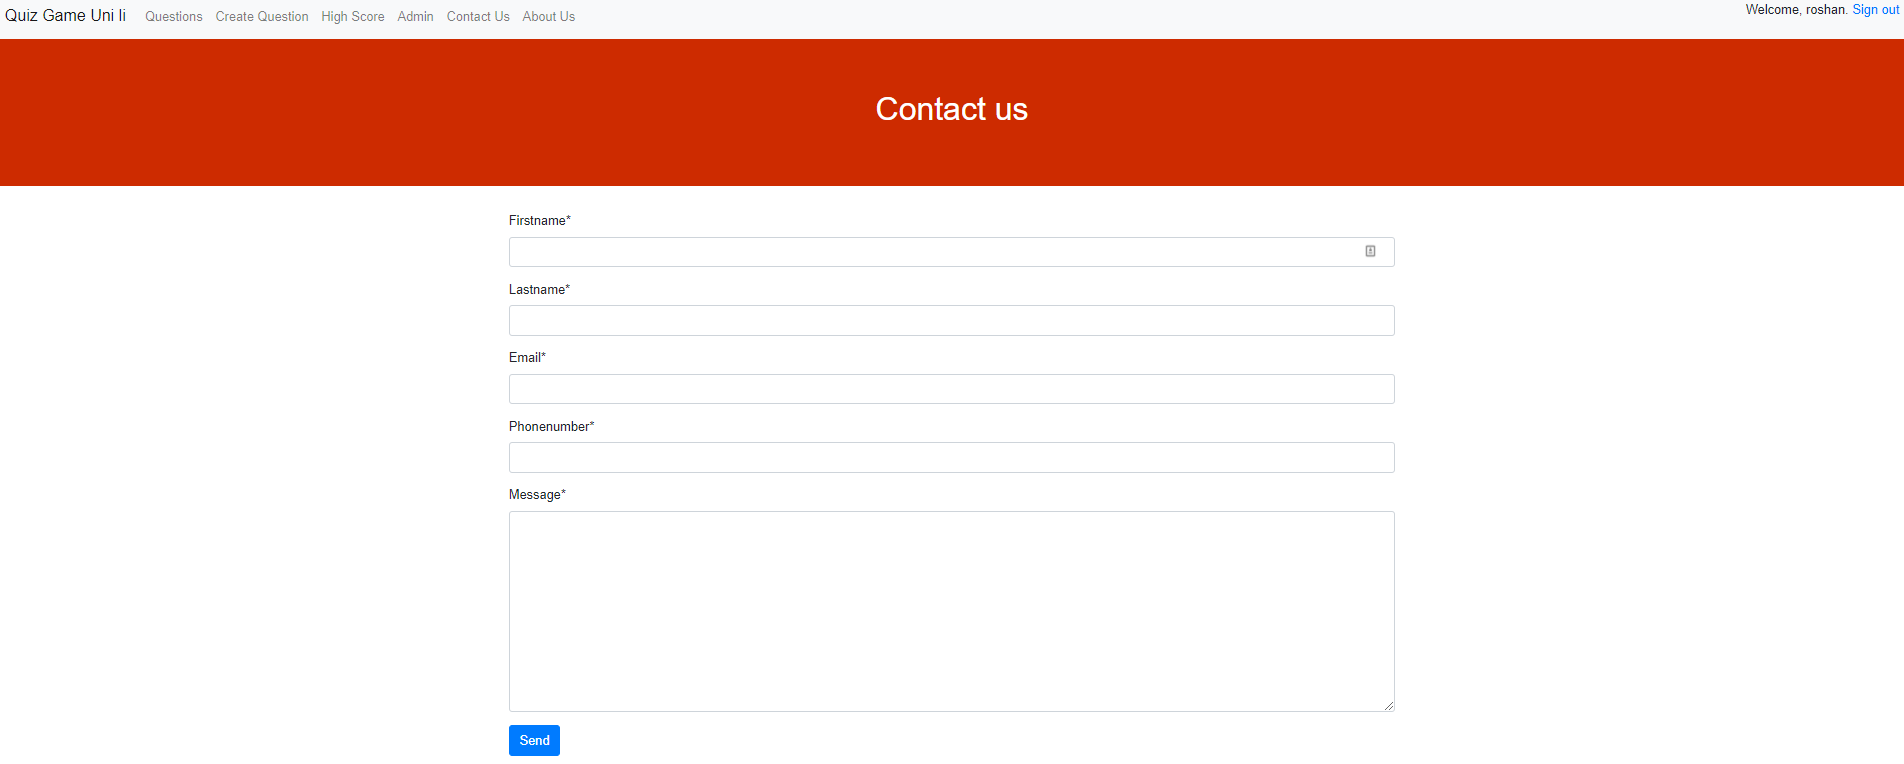 Quiz Game Uni li Questions Create Question High Score Admin Contact Us About Us Welcome, roshan. Sign out
Contact us
Firstname*
Lastname*
Email*
Phonenumber*
Message*
Send